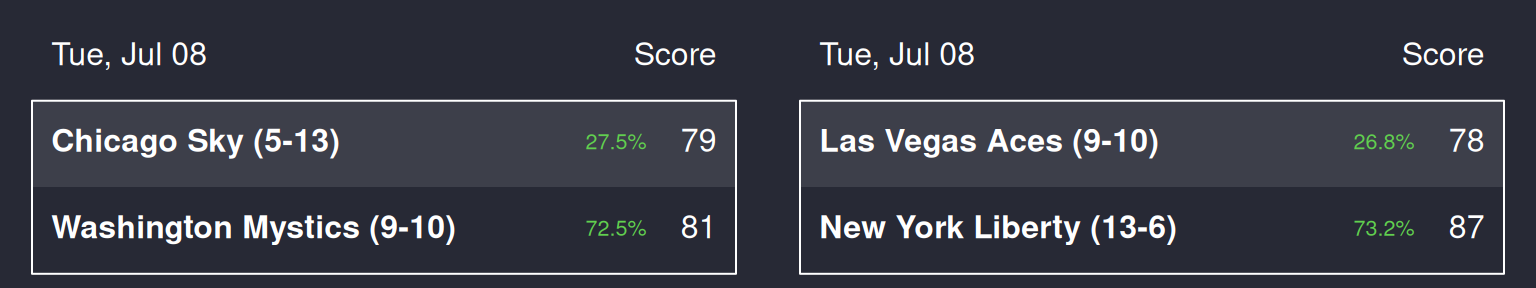 Tue, Jul 08 Score
Chicago Sky (5-13) 27.5% 79
Washington Mystics (9-10) 72.5% 81
Tue, Jul 08 Score
Las Vegas Aces (9-10) 26.8% 78
New York Liberty (13-6) 73.2% 87